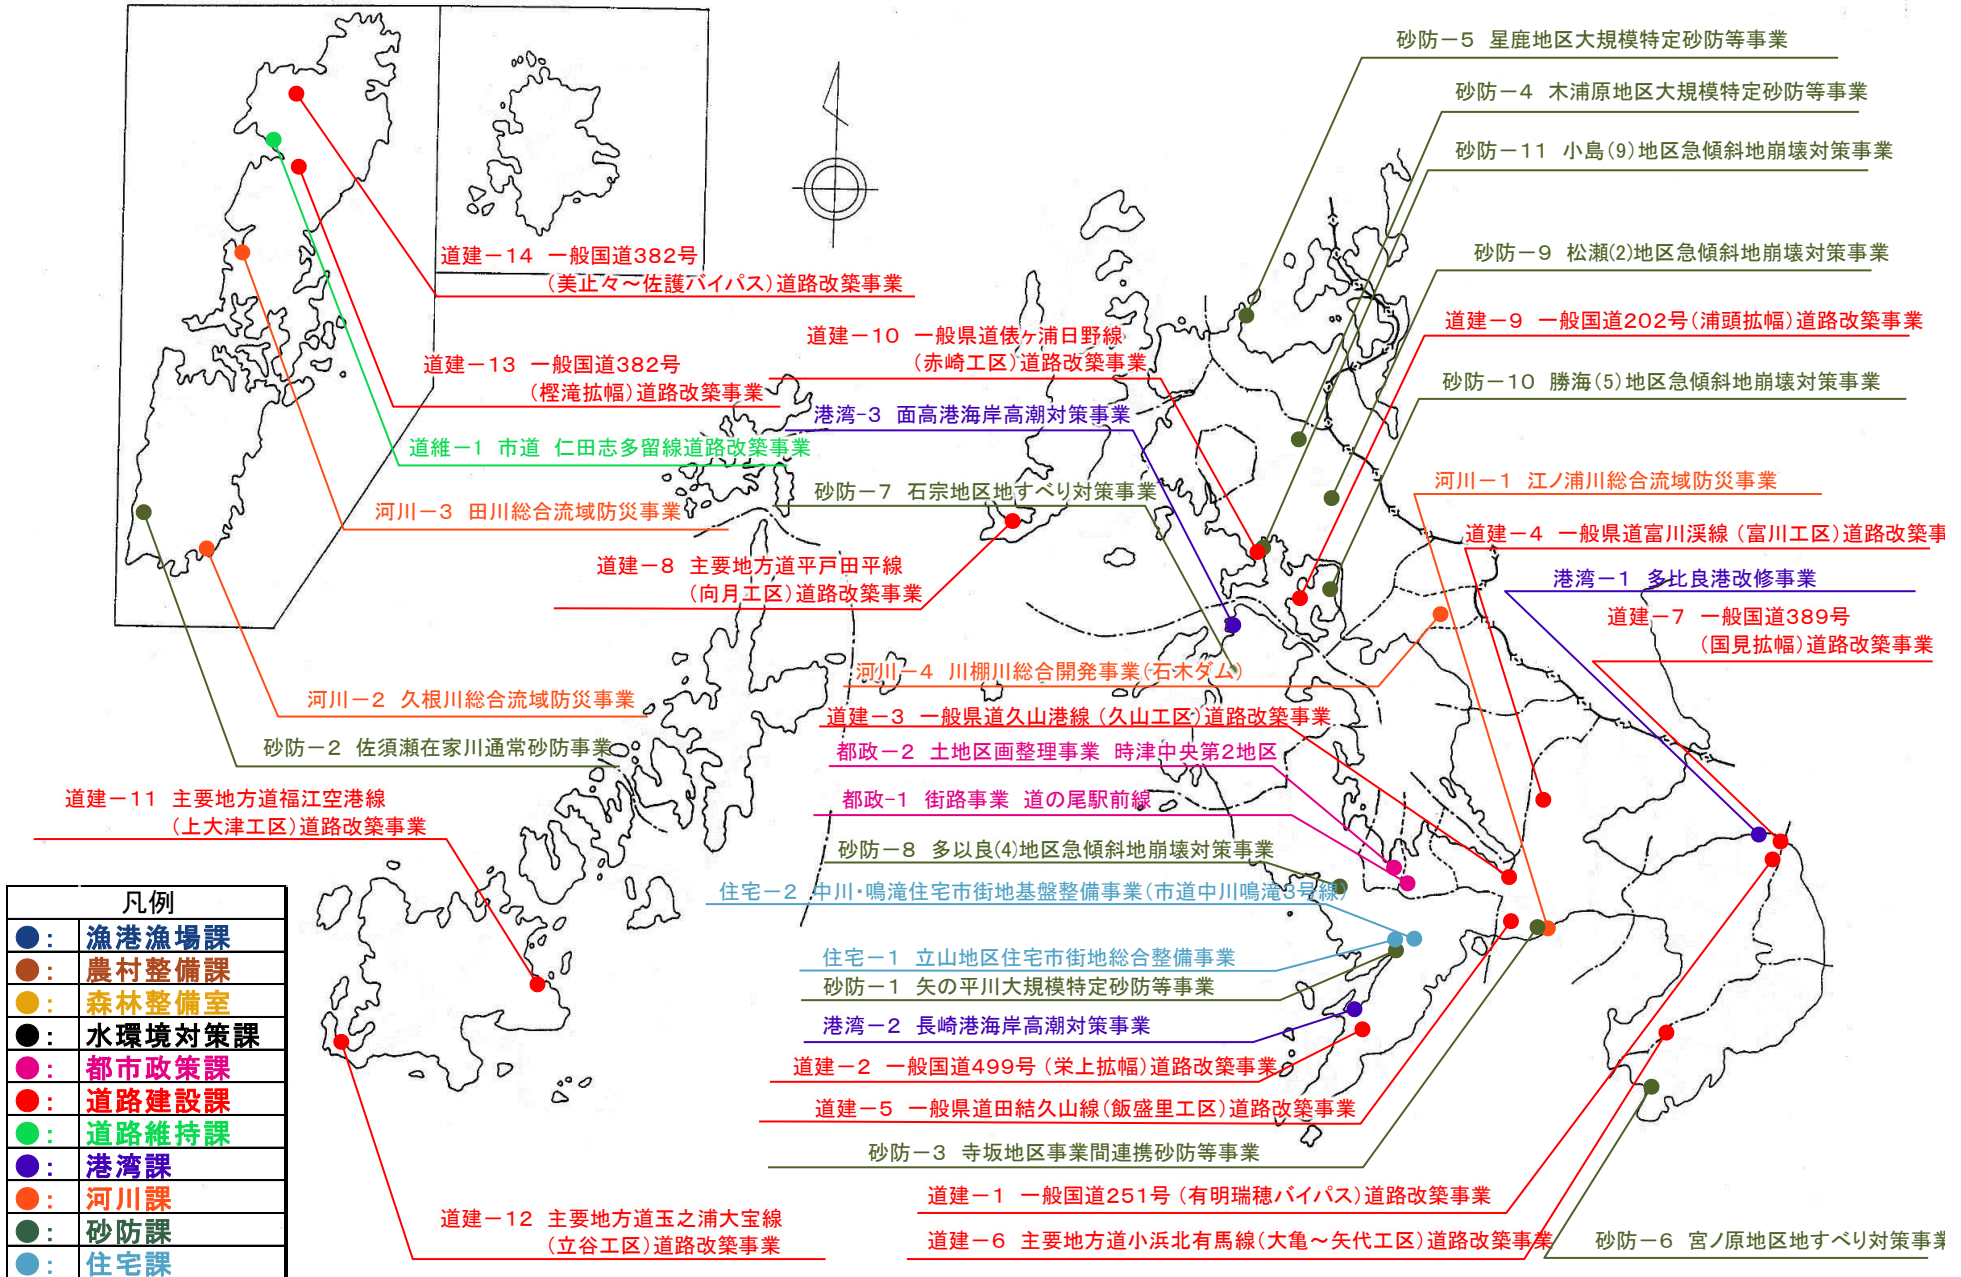 砂防－5 星鹿地区大規模特定砂防等事業
砂防－4 木浦原地区大規模特定砂防等事業
砂防－11 小島(9)地区急傾斜地崩壊対策事業
道建－14 一般国道382号
(美正々～佐護バイパス)道路改築事業
砂防－9 松瀬(2)地区急傾斜地崩壊対策事業
道建－10 一般県道俵ヶ浦日野線
(赤崎工区)道路改築事業
道建－9 一般国道202号(浦頭拡幅)道路改築事業
道建－13 一般国道382号
(樫滝拡幅)道路改築事業
砂防－10 勝海(5)地区急傾斜地崩壊対策事業
港湾-3 面高港海岸高潮対策事業
道維－1 市道 仁田志多留線道路改築事業
砂防－7 石宗地区地すべり対策事業
河川－1 江ノ浦川総合流域防災事業
河川－3 田川総合流域防災事業
道建－4 一般県道富川渓線(富川工区)道路改築事
道建－8 主要地方道平戸田平線
(向月工区)道路改築事業
港湾－1 多比良港改修事業
道建－7 一般国道389号
(国見拡幅)道路改築事業
河川－4 川棚川総合開発事業(石木ダム)
河川－2 久根川総合流域防災事業
道建－3 一般県道久山港線(久山工区)道路改築事業
砂防－2 佐須瀬在家川通常砂防事業
都政－2 土地区画整理事業 時津中央第2地区
道建－11 主要地方道福江空港線
(上大津工区)道路改築事業
都政-1 街路事業 道の尾駅前線
砂防－8 多以良(4)地区急傾斜地崩壊対策事業
住宅－2 中川・鳴滝住宅市街地基盤整備事業(市道中川鳴滝3号線)
住宅－1 立山地区住宅市街地総合整備事業
砂防－1 矢の平川大規模特定砂防等事業
港湾－2 長崎港海岸高潮対策事業
道建－2 一般国道499号(栄上拡幅)道路改築事業
道建－5 一般県道田結久山線(飯盛里工区)道路改築事業
砂防－3 寺坂地区事業間連携砂防等事業
道建－1 一般国道251号(有明瑞穂バイパス)道路改築事業
道建－12 主要地方道玉之浦大宝線
(立谷工区)道路改築事業
道建－6 主要地方道小浜北有馬線(大亀～矢代工区)道路改築事業
砂防－6 宮ノ原地区地すべり対策事業
凡例
●: 漁港漁場課
●: 農村整備課
●: 森林整備室
●: 水環境対策課
●: 都市政策課
●: 道路建設課
●: 道路維持課
●: 港湾課
●: 河川課
●: 砂防課
●: 住宅課